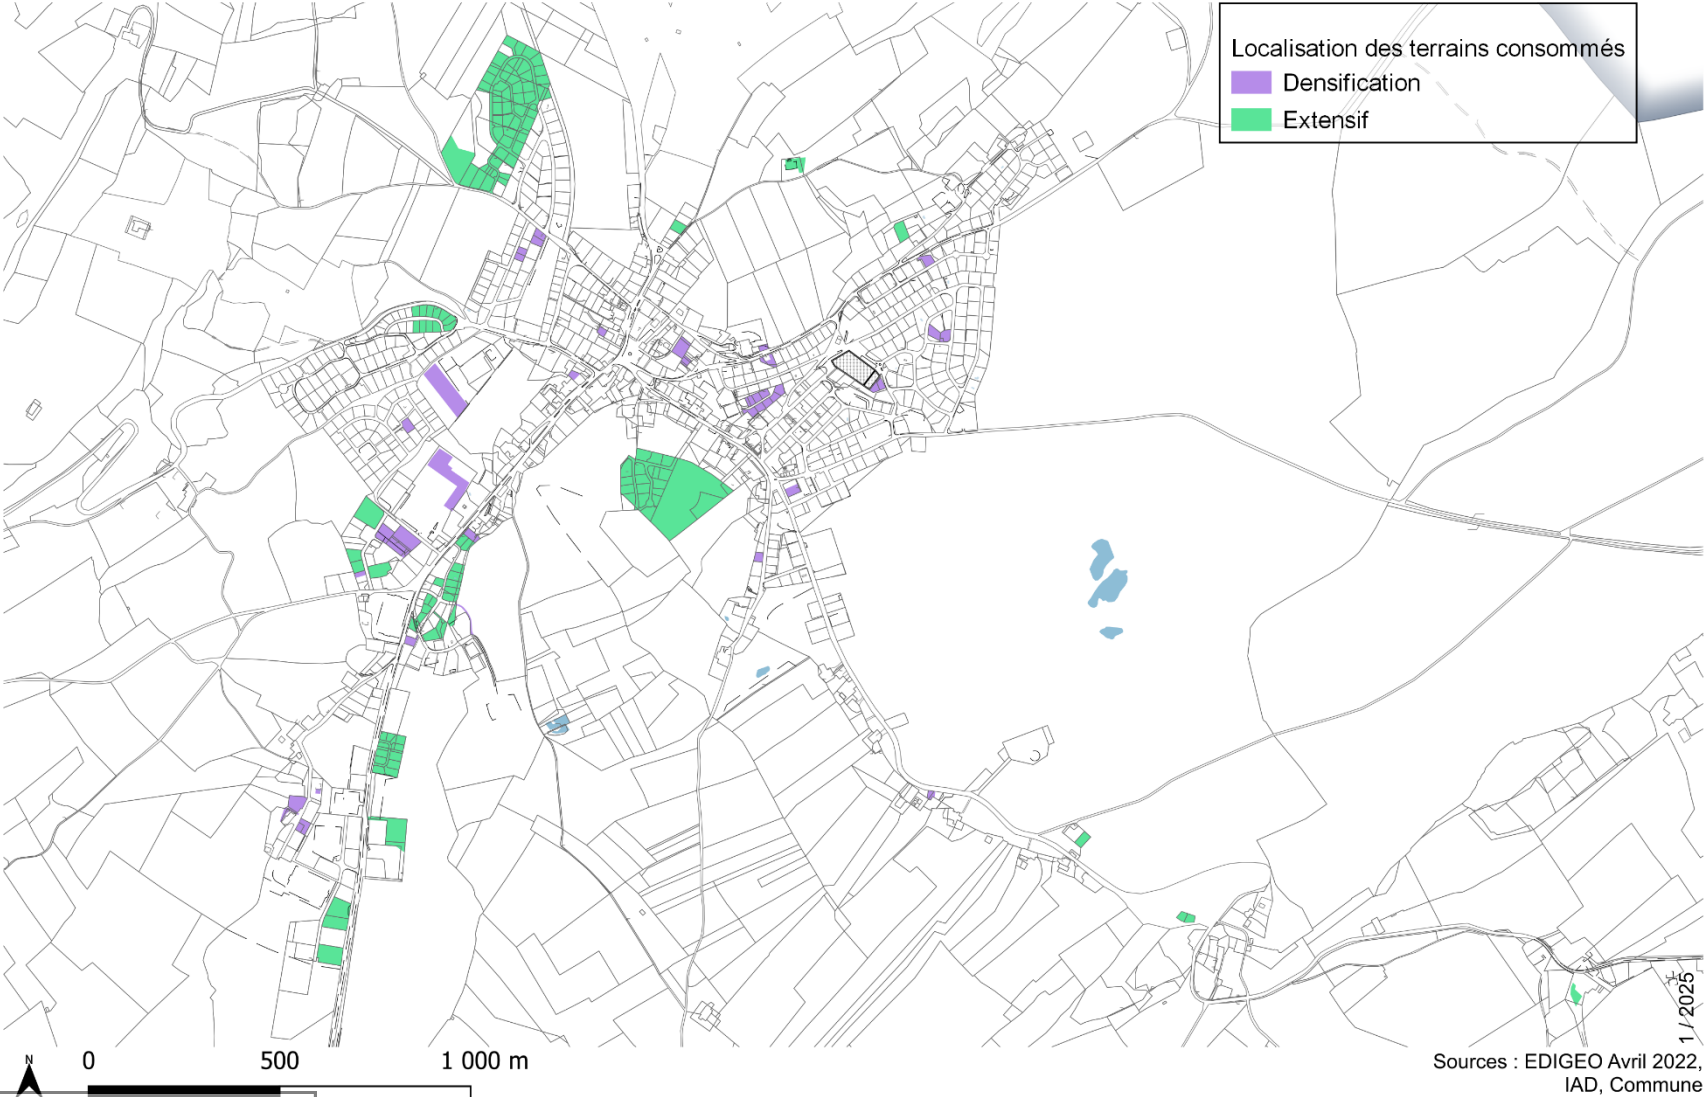 Localisation des terrains consommés
Densification
Extensif
N
0 500 1 000 m
1 / 2025
Sources : EDIGEO Avril 2022,
IAD, Commune